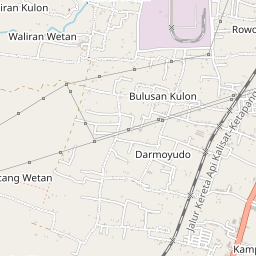 iran Kulon
Rowo
Waliran Wetan
Bulusan Kulon
Darmoyudo
tang Wetan
Jalur Kereta Api Kalisat-Ketapang
Kamp